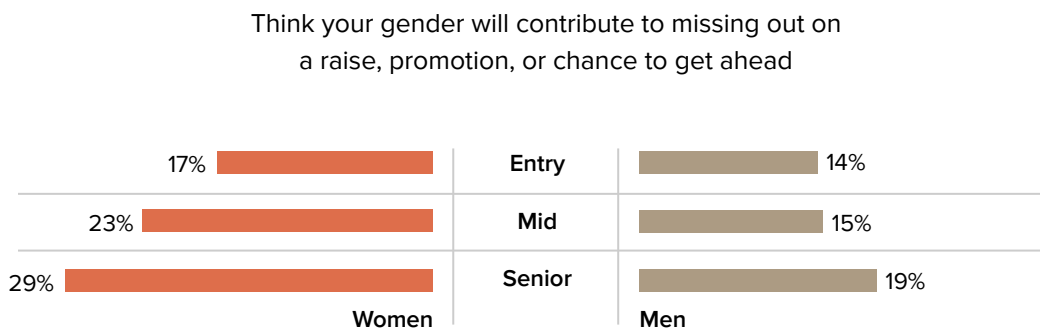 Think your gender will contribute to missing out on
a raise, promotion, or chance to get ahead
17% Entry 14%
23% Mid 15%
29% Senior 19%
Women Men